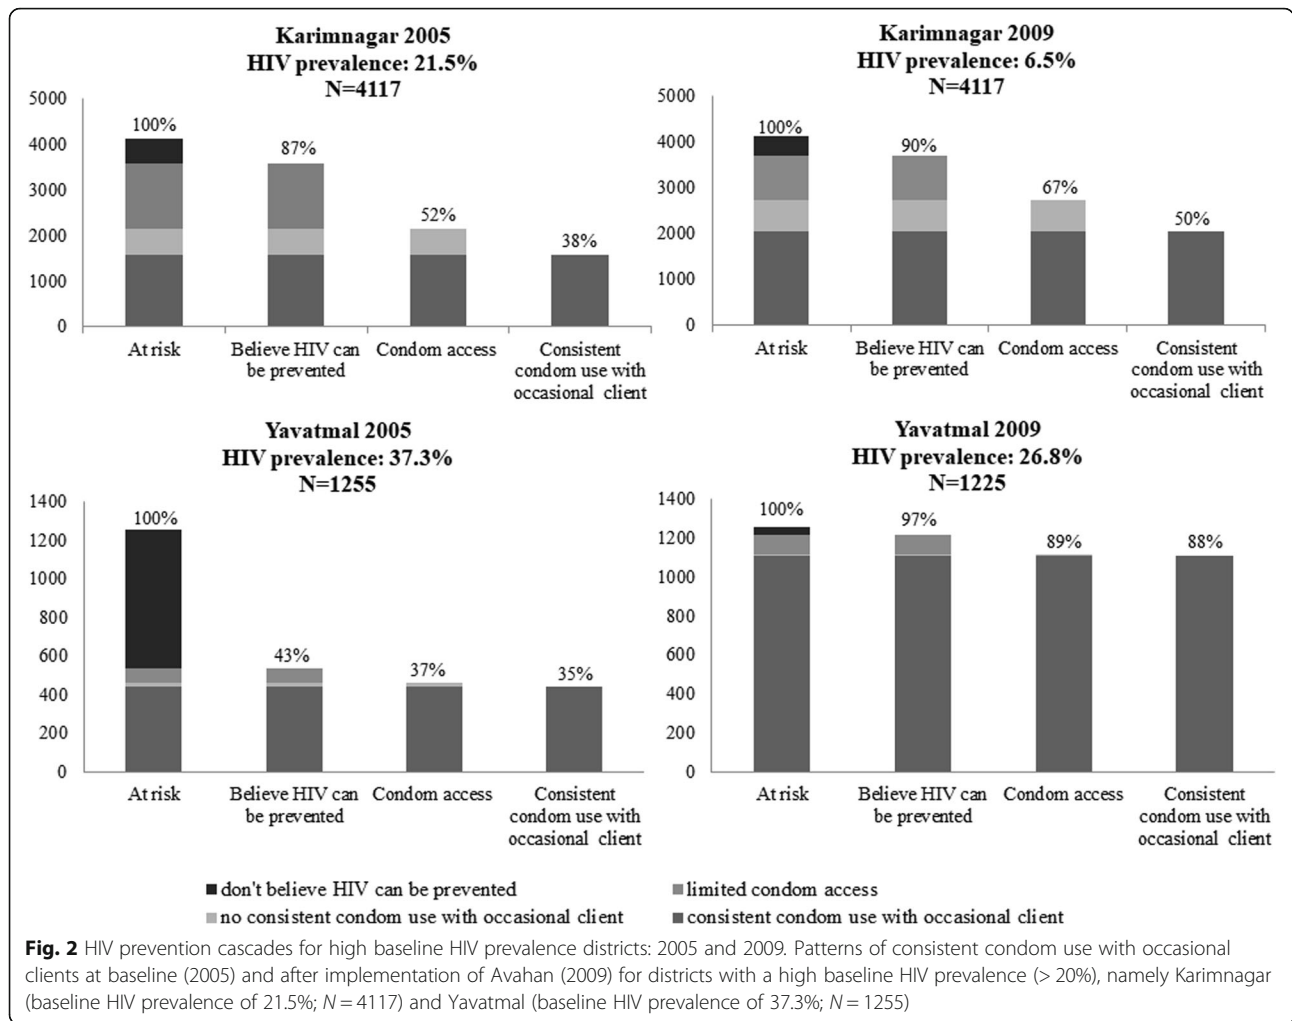 Karimnagar 2005
HIV prevalence: 21.5%
N=4117
5000
4000
3000
2000
1000
0
100%
87%
52%
38%
At risk
Believe HIV can
be prevented
Condom access
Consistent
condom use with
occasional client
Karimnagar 2009
HIV prevalence: 6.5%
N=4117
5000
4000
3000
2000
1000
0
100%
90%
67%
50%
At risk
Believe HIV can
be prevented
Condom access
Consistent
condom use with
occasional client
Yavatmal 2005
HIV prevalence: 37.3%
N=1255
1400
1200
1000
800
600
400
200
0
100%
43%
37%
35%
At risk
Believe HIV can
be prevented
Condom access
Consistent
condom use with
occasional client
Yavatmal 2009
HIV prevalence: 26.8%
N=1225
1400
1200
1000
800
600
400
200
0
100%
97%
89%
88%
At risk
Believe HIV can
be prevented
Condom access
Consistent
condom use with
occasional client
don't believe HIV can be prevented
limited condom access
no consistent condom use with occasional client
consistent condom use with occasional client
Fig. 2 HIV prevention cascades for high baseline HIV prevalence districts: 2005 and 2009. Patterns of consistent condom use with occasional
clients at baseline (2005) and after implementation of Avahan (2009) for districts with a high baseline HIV prevalence (> 20%), namely Karimnagar
(baseline HIV prevalence of 21.5%; N = 4117) and Yavatmal (baseline HIV prevalence of 37.3%; N = 1255)